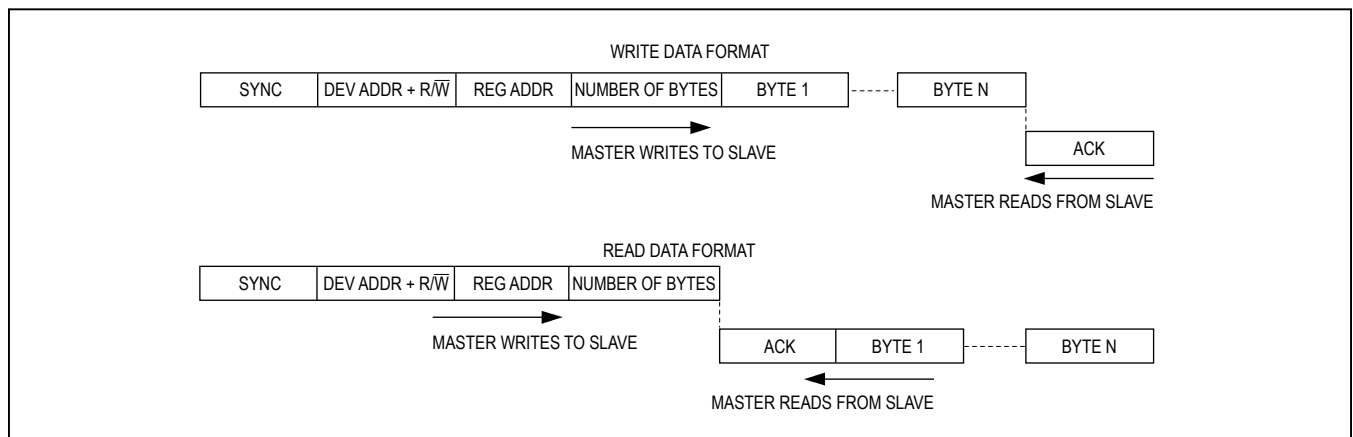 WRITE DATA FORMAT
SYNC DEV ADDR + R/W̅ REG ADDR NUMBER OF BYTES BYTE 1 BYTE N
MASTER WRITES TO SLAVE
ACK
MASTER READS FROM SLAVE
READ DATA FORMAT
SYNC DEV ADDR + R/W̅ REG ADDR NUMBER OF BYTES
MASTER WRITES TO SLAVE
ACK BYTE 1 BYTE N
MASTER READS FROM SLAVE